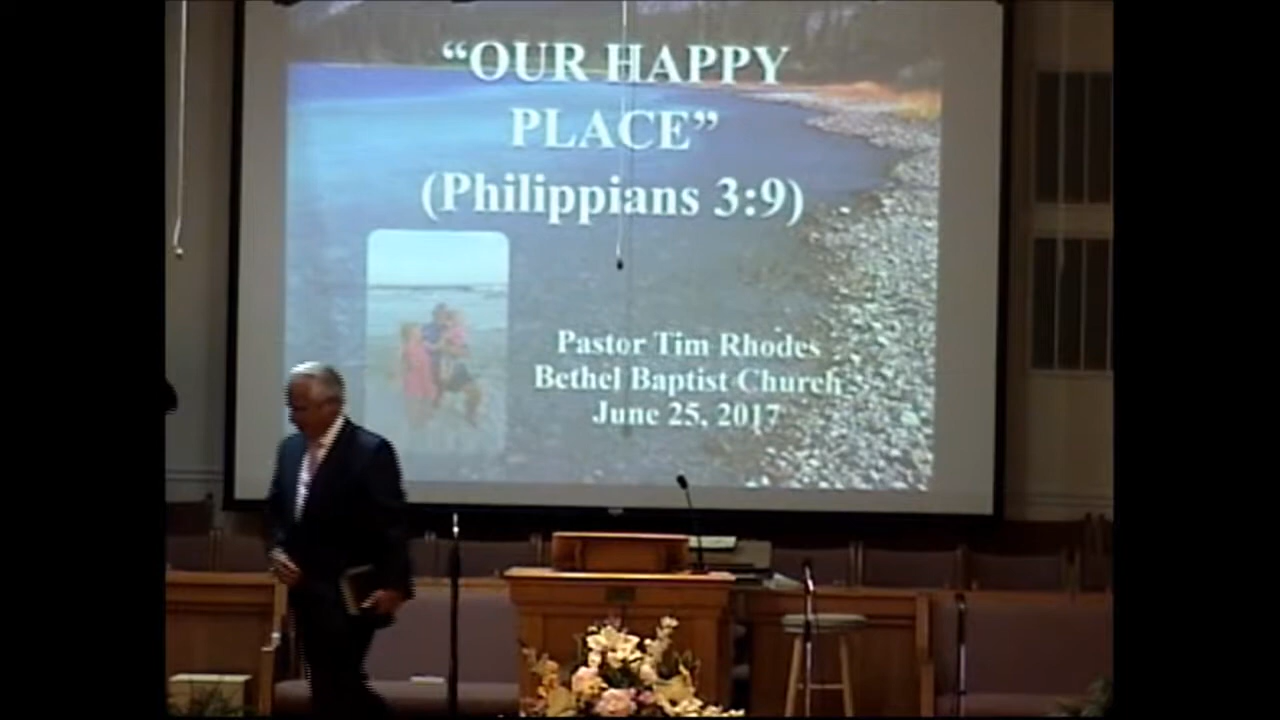 “OUR HAPPY
PLACE”
(Philippians 3:9)
Pastor Tim Rhodes
Bethel Baptist Church
June 25, 2017